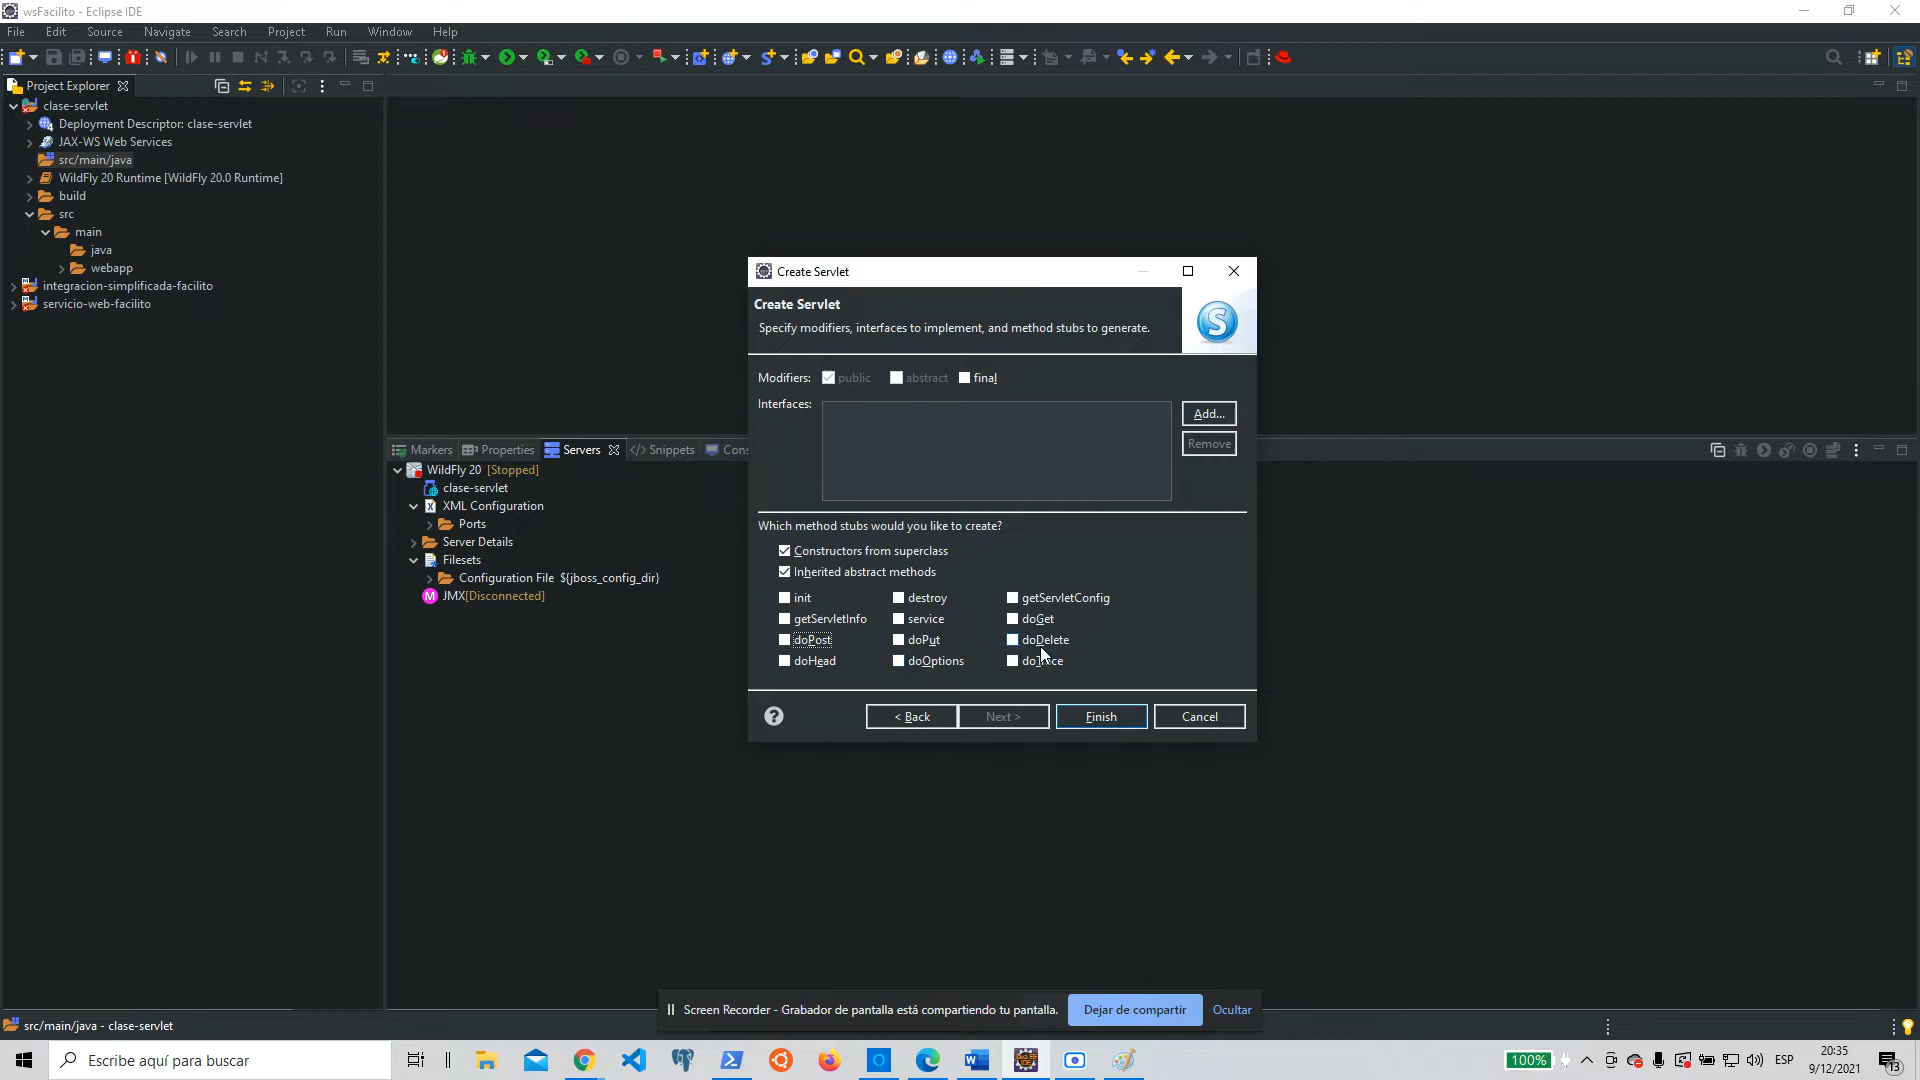 wsFacilito - Eclipse IDE
File Edit Source Navigate Search Project Run Window Help
Project Explorer
clase-servlet
Deployment Descriptor: clase-servlet
JAX-WS Web Services
src/main/java
WildFly 20 Runtime [WildFly 20.0 Runtime]
build
src
main
java
webapp
integracion-simplificada-facilito
servicio-web-facilito
Markers Properties Servers Snippets Cons
WildFly 20 [Stopped]
clase-servlet
XML Configuration
Ports
Server Details
Filesets
Configuration File ${jboss_config_dir}
JMX[Disconnected]
Create Servlet
Create Servlet
Specify modifiers, interfaces to implement, and method stubs to generate.
Modifiers: public abstract final
Interfaces:
Add...
Remove
Which method stubs would you like to create?
Constructors from superclass
Inherited abstract methods
init destroy getServletConfig
getServletInfo service doGet
doPost doPut doDelete
doHead doOptions
< Back Next > Finish Cancel
Screen Recorder - Grabador de pantalla está compartiendo tu pantalla. Dejar de compartir Ocultar
src/main/java - clase-servlet
Escribe aquí para buscar
100% ESP
20:35
9/12/2021
13